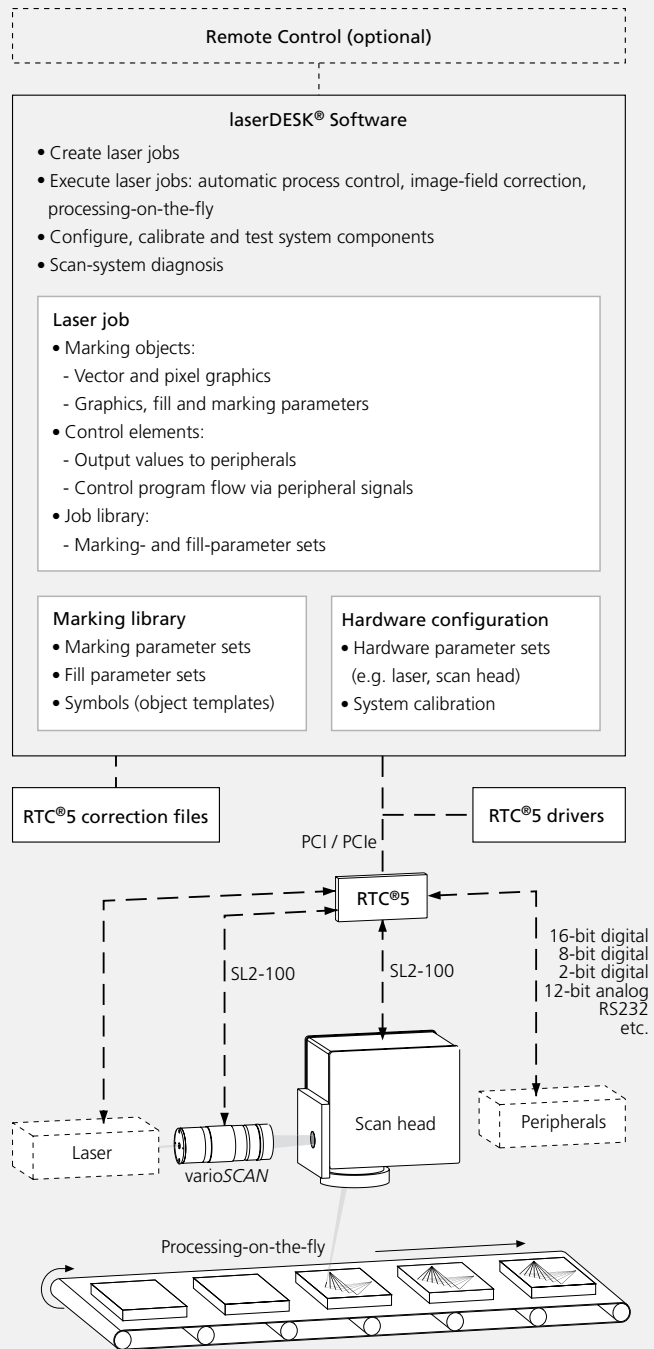 Remote Control (optional)
laserDESK® Software
• Create laser jobs
• Execute laser jobs: automatic process control, image-field correction,
processing-on-the-fly
• Configure, calibrate and test system components
• Scan-system diagnosis
Laser job
• Marking objects:
- Vector and pixel graphics
- Graphics, fill and marking parameters
• Control elements:
- Output values to peripherals
- Control program flow via peripheral signals
• Job library:
- Marking- and fill-parameter sets
Marking library
• Marking parameter sets
• Fill parameter sets
• Symbols (object templates)
Hardware configuration
• Hardware parameter sets
(e.g. laser, scan head)
• System calibration
RTC®5 correction files
RTC®5 drivers
PCI / PCIe
RTC®5
SL2-100
SL2-100
16-bit digital
8-bit digital
2-bit digital
12-bit analog
RS232
etc.
Laser
varioSCAN
Scan head
Peripherals
Processing-on-the-fly